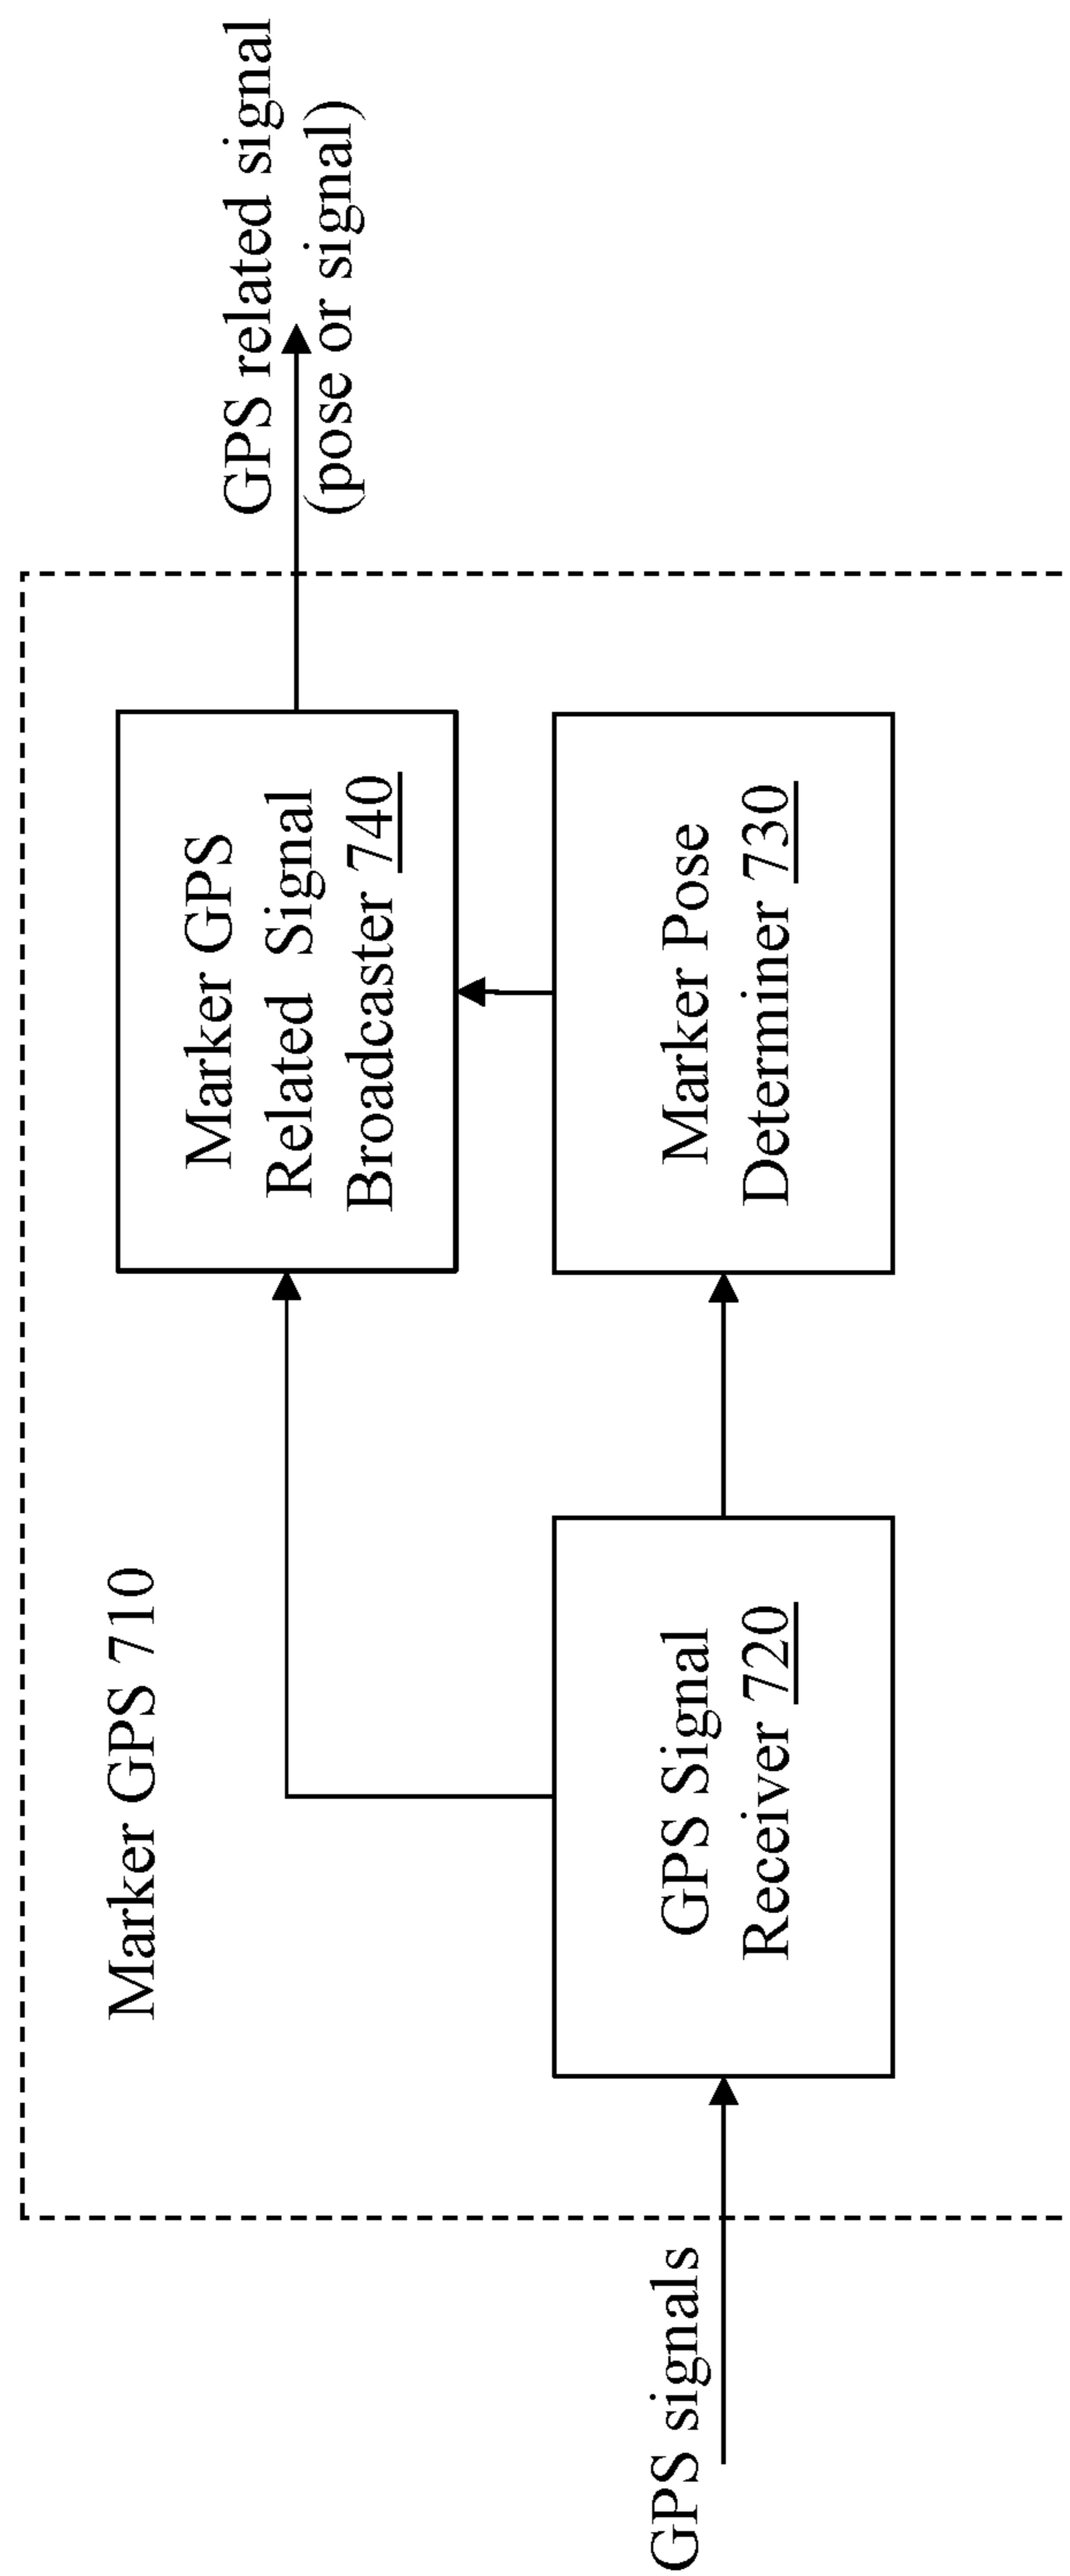 Marker GPS 710
GPS signals
GPS Signal
Receiver 720
Marker GPS
Related Signal
Broadcaster 740
Marker Pose
Determiner 730
GPS related signal
(pose or signal)